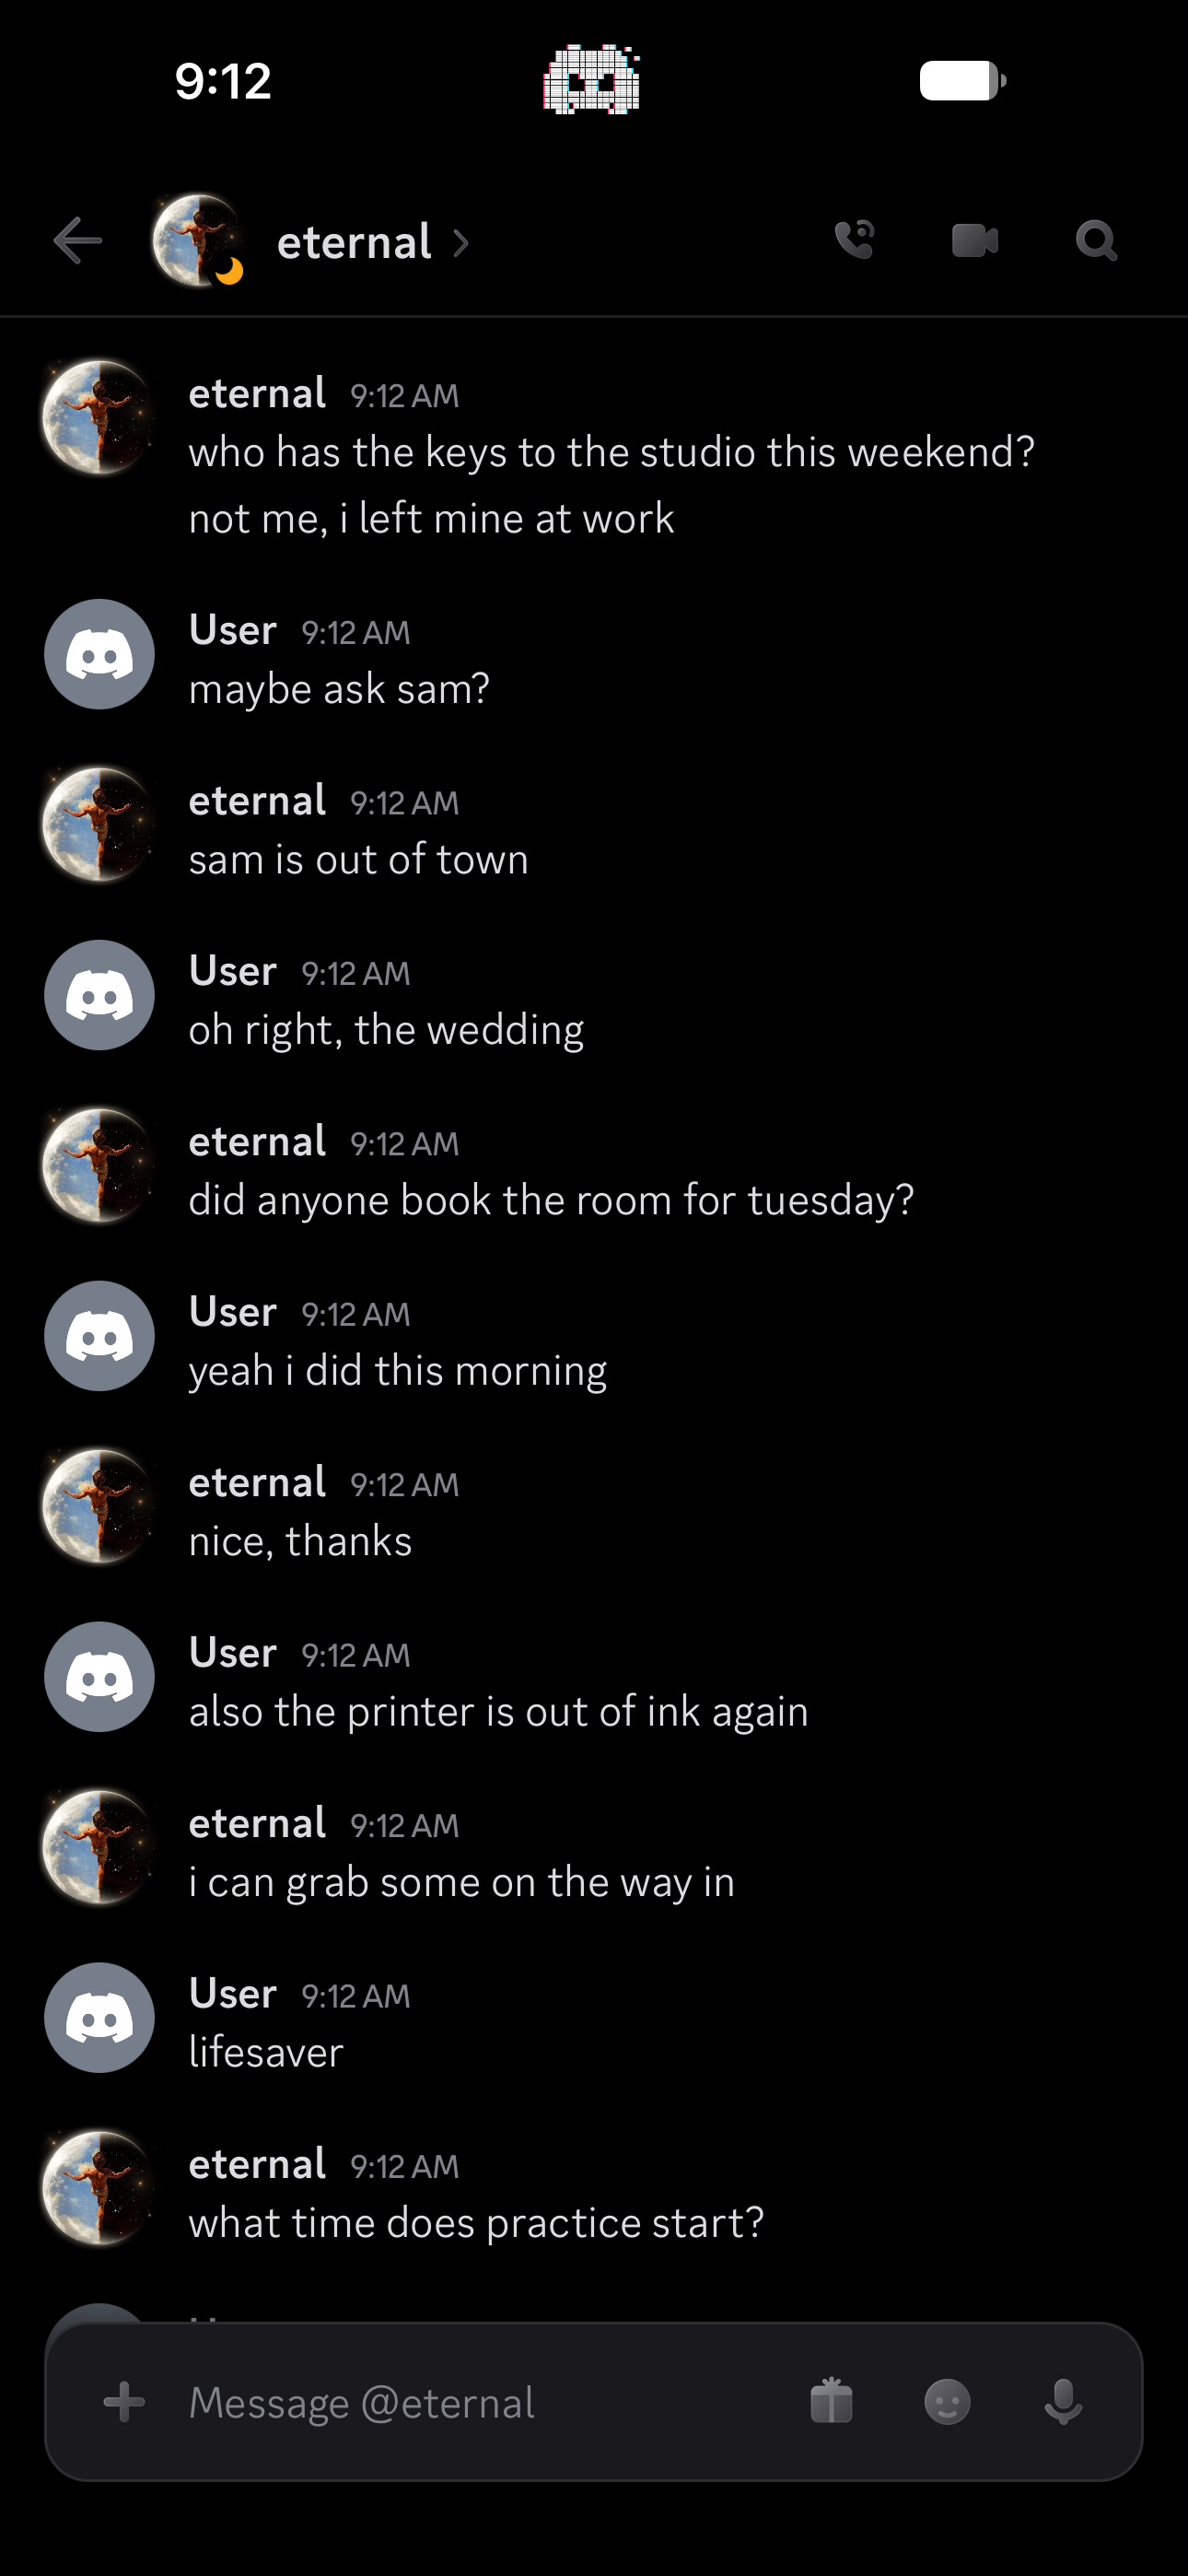 9:12
eternal
eternal 9:12 AM
who has the keys to the studio this weekend?
not me, i left mine at work
User 9:12 AM
maybe ask sam?
eternal 9:12 AM
sam is out of town
User 9:12 AM
oh right, the wedding
eternal 9:12 AM
did anyone book the room for tuesday?
User 9:12 AM
yeah i did this morning
eternal 9:12 AM
nice, thanks
User 9:12 AM
also the printer is out of ink again
eternal 9:12 AM
i can grab some on the way in
User 9:12 AM
lifesaver
eternal 9:12 AM
what time does practice start?
Message @eternal